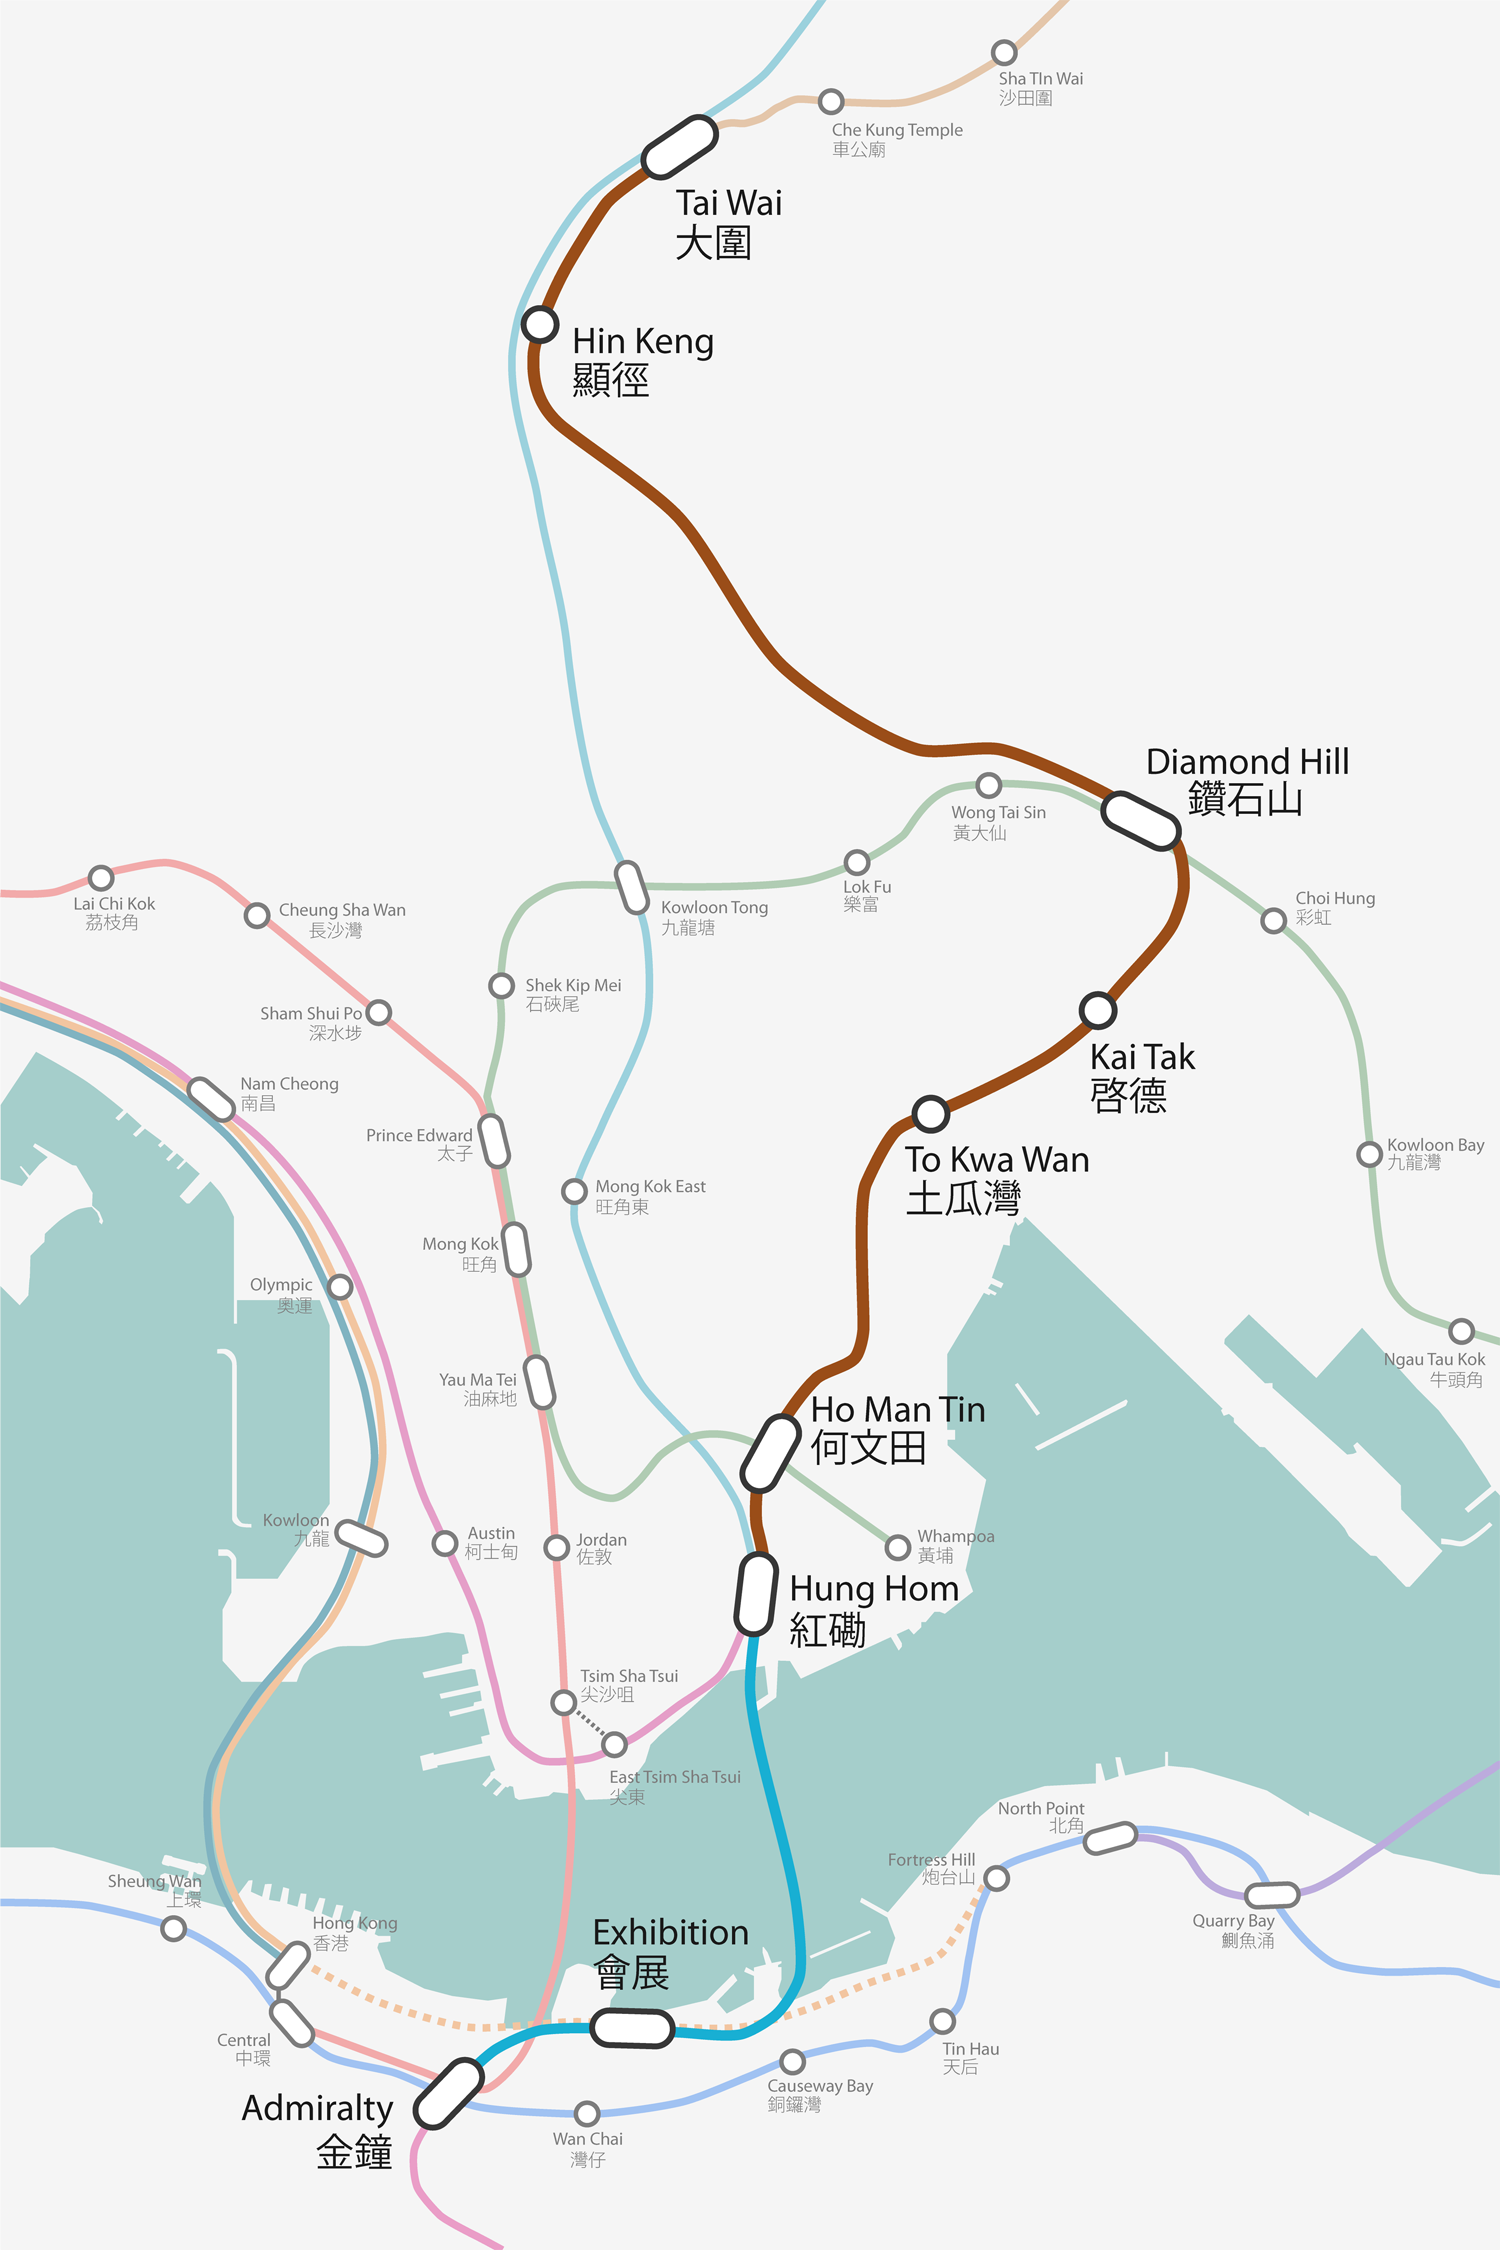 Sha TIn Wai
沙田圍
Che Kung Temple
車公廟
Tai Wai
大圍
Hin Keng
顯徑
Diamond Hill
鑽石山
Wong Tai Sin
黃大仙
Lok Fu
樂富
Kowloon Tong
九龍塘
Choi Hung
彩虹
Lai Chi Kok
荔枝角
Cheung Sha Wan
長沙灣
Shek Kip Mei
石硤尾
Sham Shui Po
深水埗
Kai Tak
啓德
Nam Cheong
南昌
Prince Edward
太子
To Kwa Wan
土瓜灣
Kowloon Bay
九龍灣
Mong Kok East
旺角東
Mong Kok
旺角
Olympic
奧運
Ngau Tau Kok
牛頭角
Yau Ma Tei
油麻地
Ho Man Tin
何文田
Kowloon
九龍
Austin
柯士甸
Jordan
佐敦
Whampoa
黃埔
Hung Hom
紅磡
Tsim Sha Tsui
尖沙咀
East Tsim Sha Tsui
尖東
North Point
北角
Fortress Hill
炮台山
Sheung Wan
上環
Hong Kong
香港
Exhibition
會展
Quarry Bay
鰂魚涌
Central
中環
Tin Hau
天后
Causeway Bay
銅鑼灣
Admiralty
金鐘
Wan Chai
灣仔